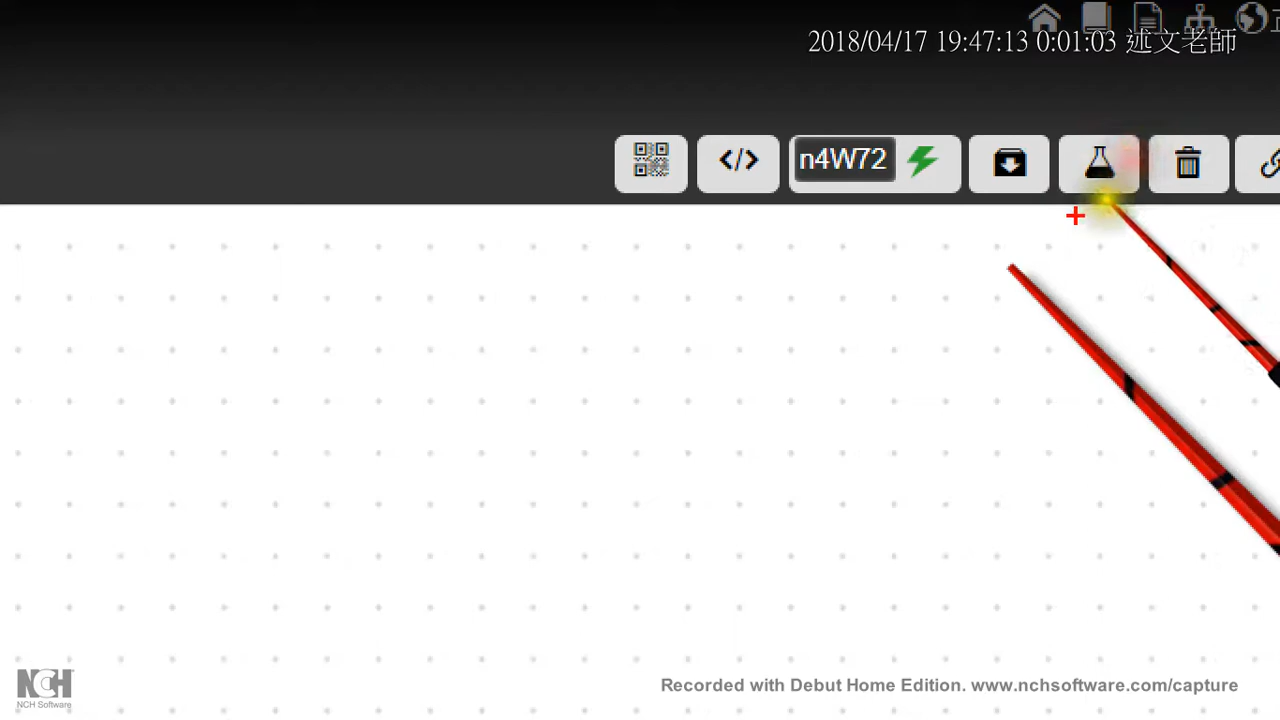 2018/04/17 19:47:13 0:01:03 述文老師
</> n4W72
NCH
NCH Software
Recorded with Debut Home Edition. www.nchsoftware.com/capture